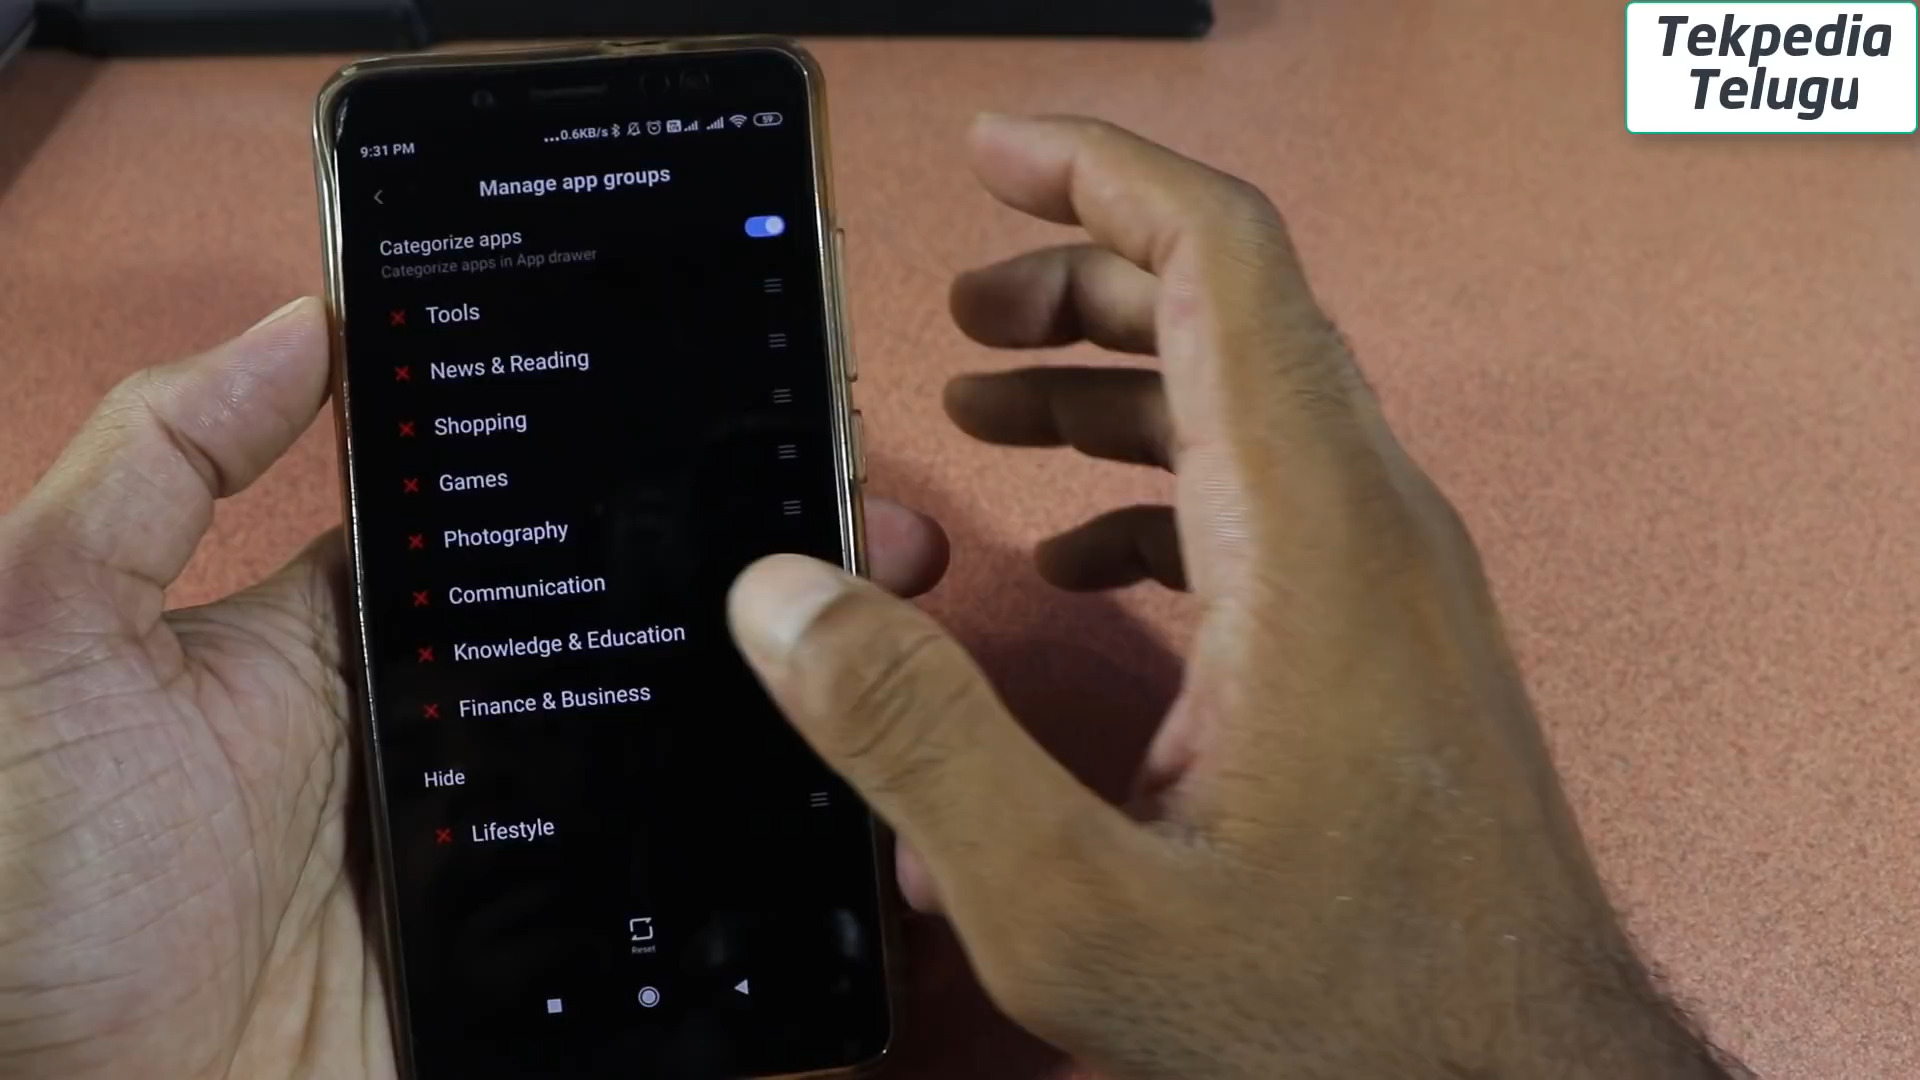 Tekpedia
Telugu
9:31 PM
...0.6KB/s
59
Manage app groups
Categorize apps
Categorize apps in App drawer
Tools
News & Reading
Shopping
Games
Photography
Communication
Knowledge & Education
Finance & Business
Hide
Lifestyle
Reset